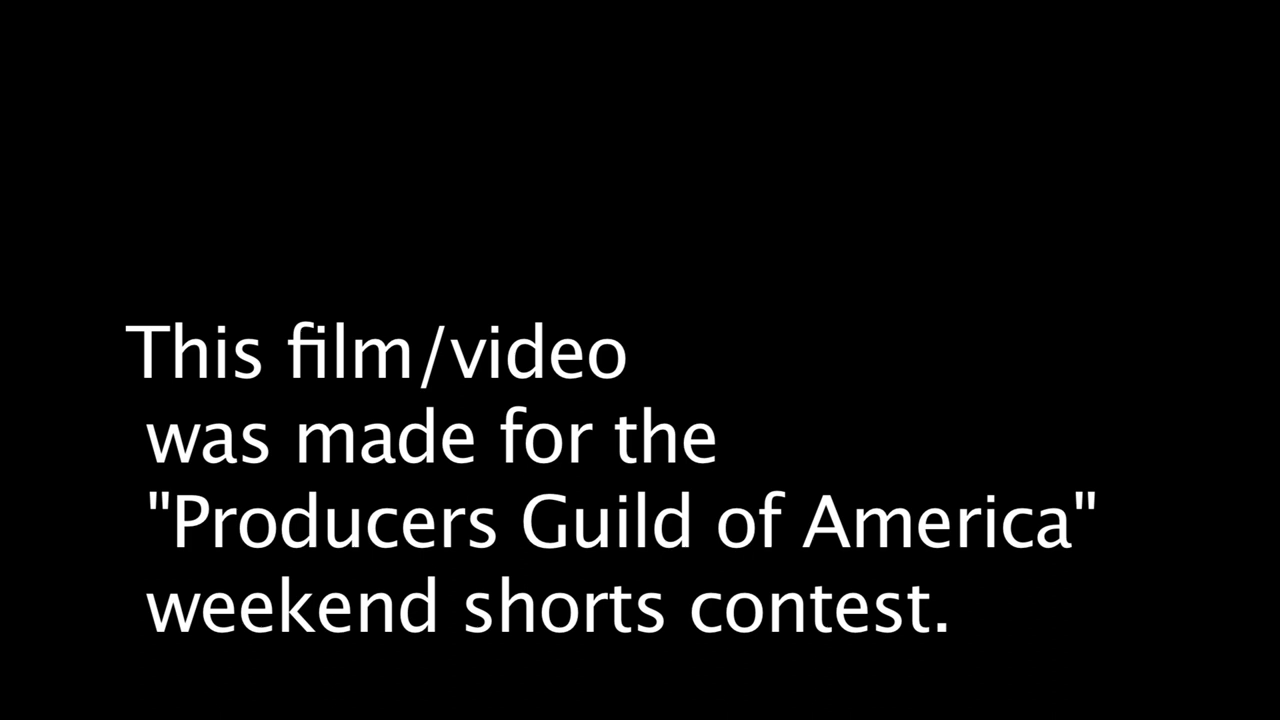 This film/video
was made for the
"Producers Guild of America"
weekend shorts contest.